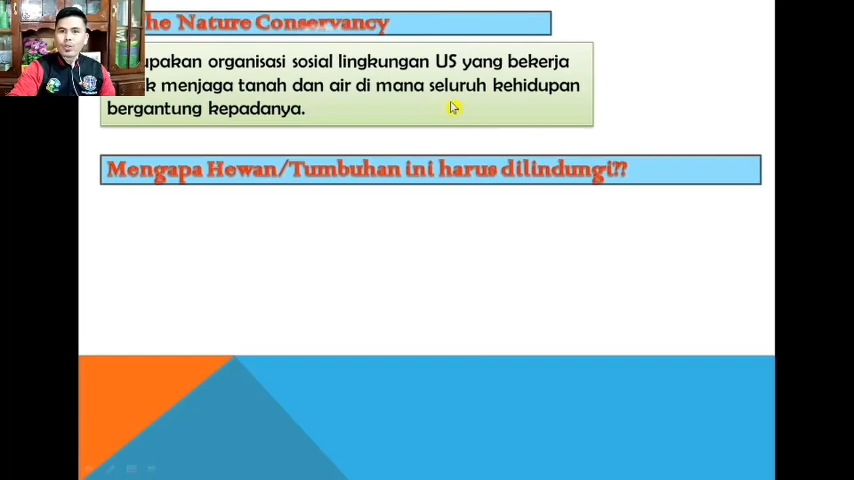 he Nature Conservancy
upakan organisasi sosial lingkungan US yang bekerja
k menjaga tanah dan air di mana seluruh kehidupan
bergantung kepadanya.
Mengapa Hewan/Tumbuhan ini harus dilindungi??